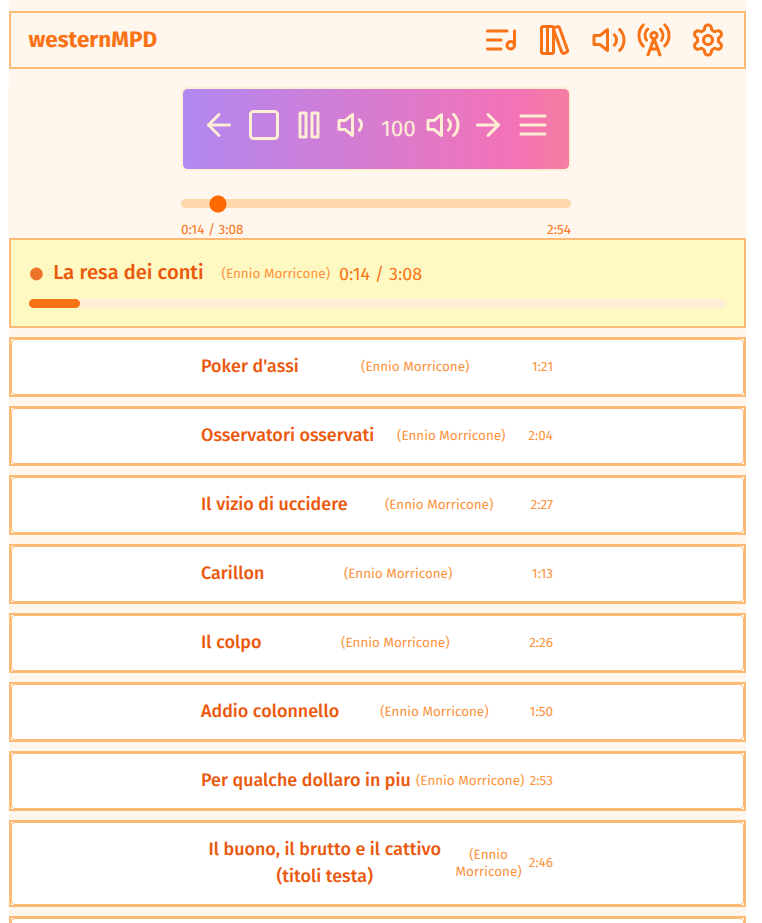 westernMPD
100
0:14 / 3:08 2:54
La resa dei conti (Ennio Morricone) 0:14 / 3:08
Poker d'assi (Ennio Morricone) 1:21
Osservatori osservati (Ennio Morricone) 2:04
Il vizio di uccidere (Ennio Morricone) 2:27
Carillon (Ennio Morricone) 1:13
Il colpo (Ennio Morricone) 2:26
Addio colonnello (Ennio Morricone) 1:50
Per qualche dollaro in piu (Ennio Morricone) 2:53
Il buono, il brutto e il cattivo
(titoli testa)
(Ennio
Morricone)
2:46